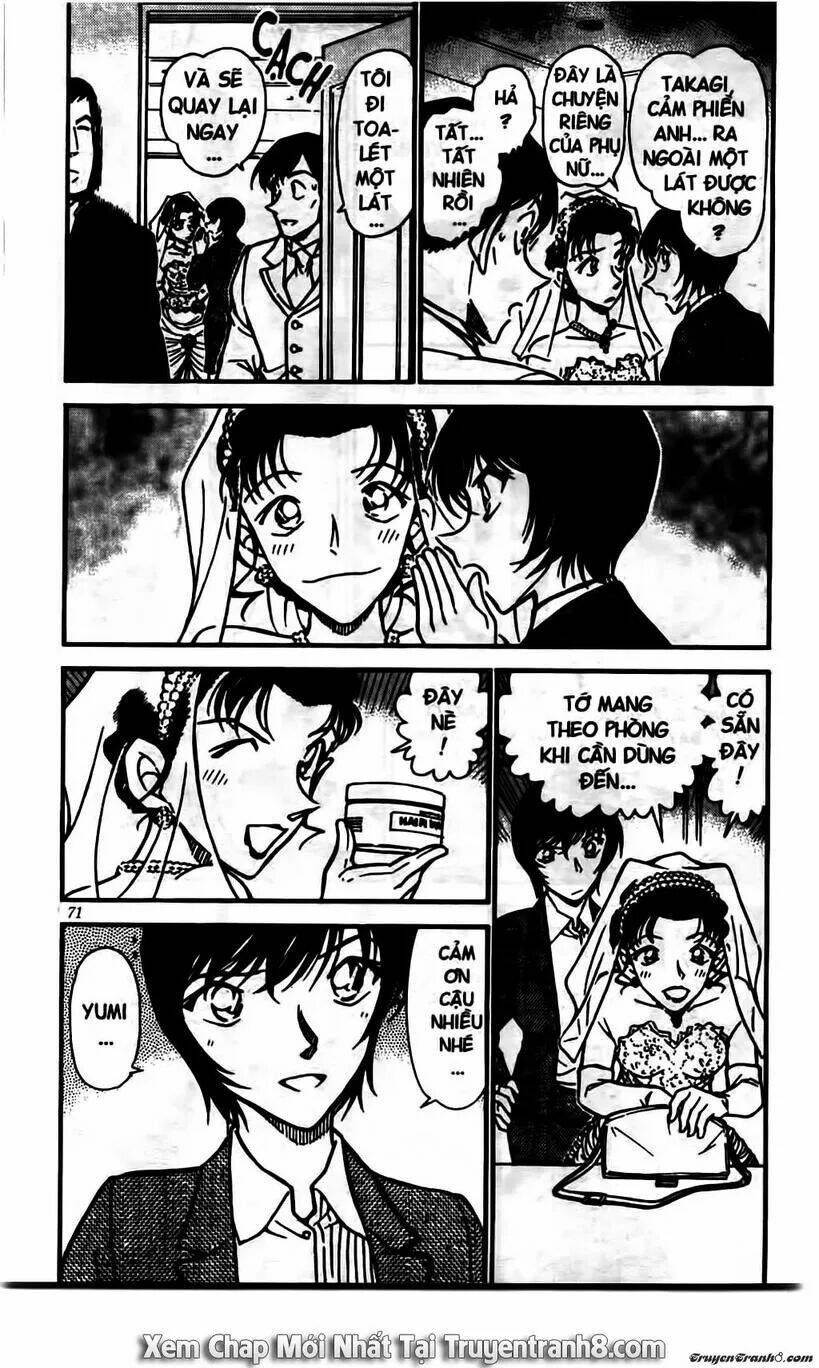 TAKAGI
CẢM PHIỀN
ANH... RA
NGOÀI MỘT
LÁT ĐƯỢC
KHÔNG
?
ĐÂY LÀ
CHUYỆN
RIÊNG
CỦA PHỤ
NỮ...
HẢ
?
TẤT...
TẤT
NHIÊN
RỒI
...
TÔI
ĐI
TOA-
LÉT
MỘT
LÁT
...
CẠCH
VÀ SẼ
QUAY LẠI
NGAY
...
CÓ
SẴN
ĐÂY
!
TỚ MANG
THEO PHÒNG
KHI CẦN DÙNG
ĐẾN...
ĐÂY
NÈ
!
HAIR
71
CẢM
ƠN
CẬU
NHIỀU
NHÉ
...
YUMI
...
Xem Chap Mới Nhất Tại Truyentranh8.com
TruyenTranh8.com